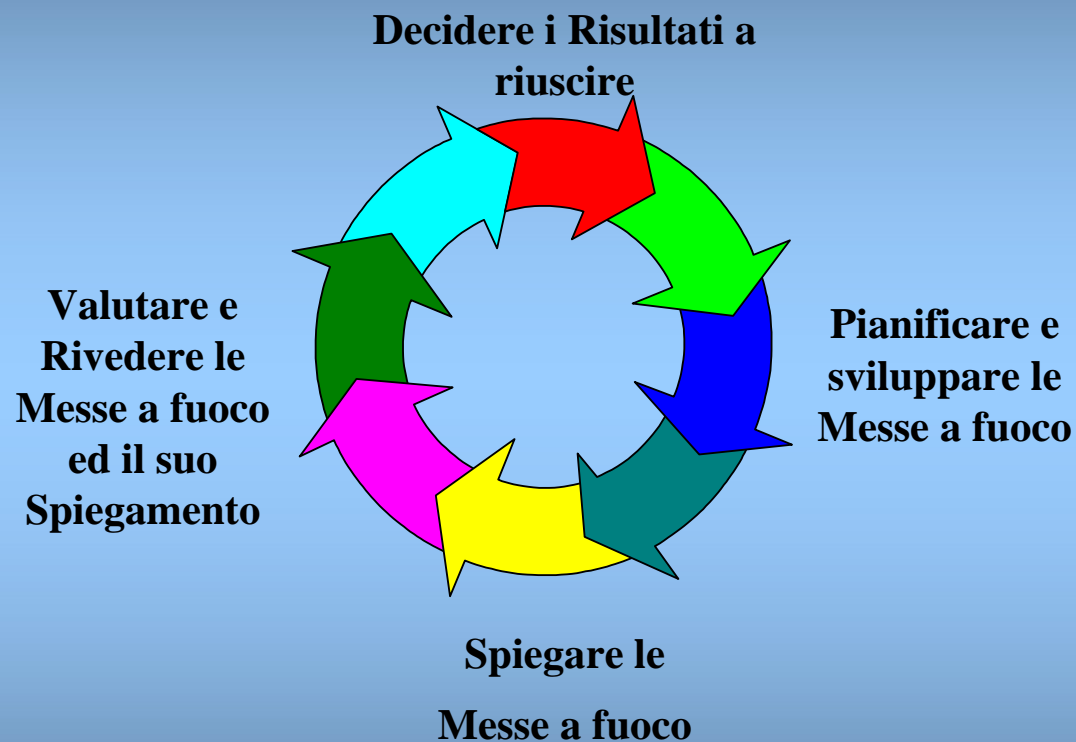 Decidere i Risultati a
riuscire
Pianificare e
sviluppare le
Messe a fuoco
Spiegare le
Messe a fuoco
Valutare e
Rivedere le
Messe a fuoco
ed il suo
Spiegamento